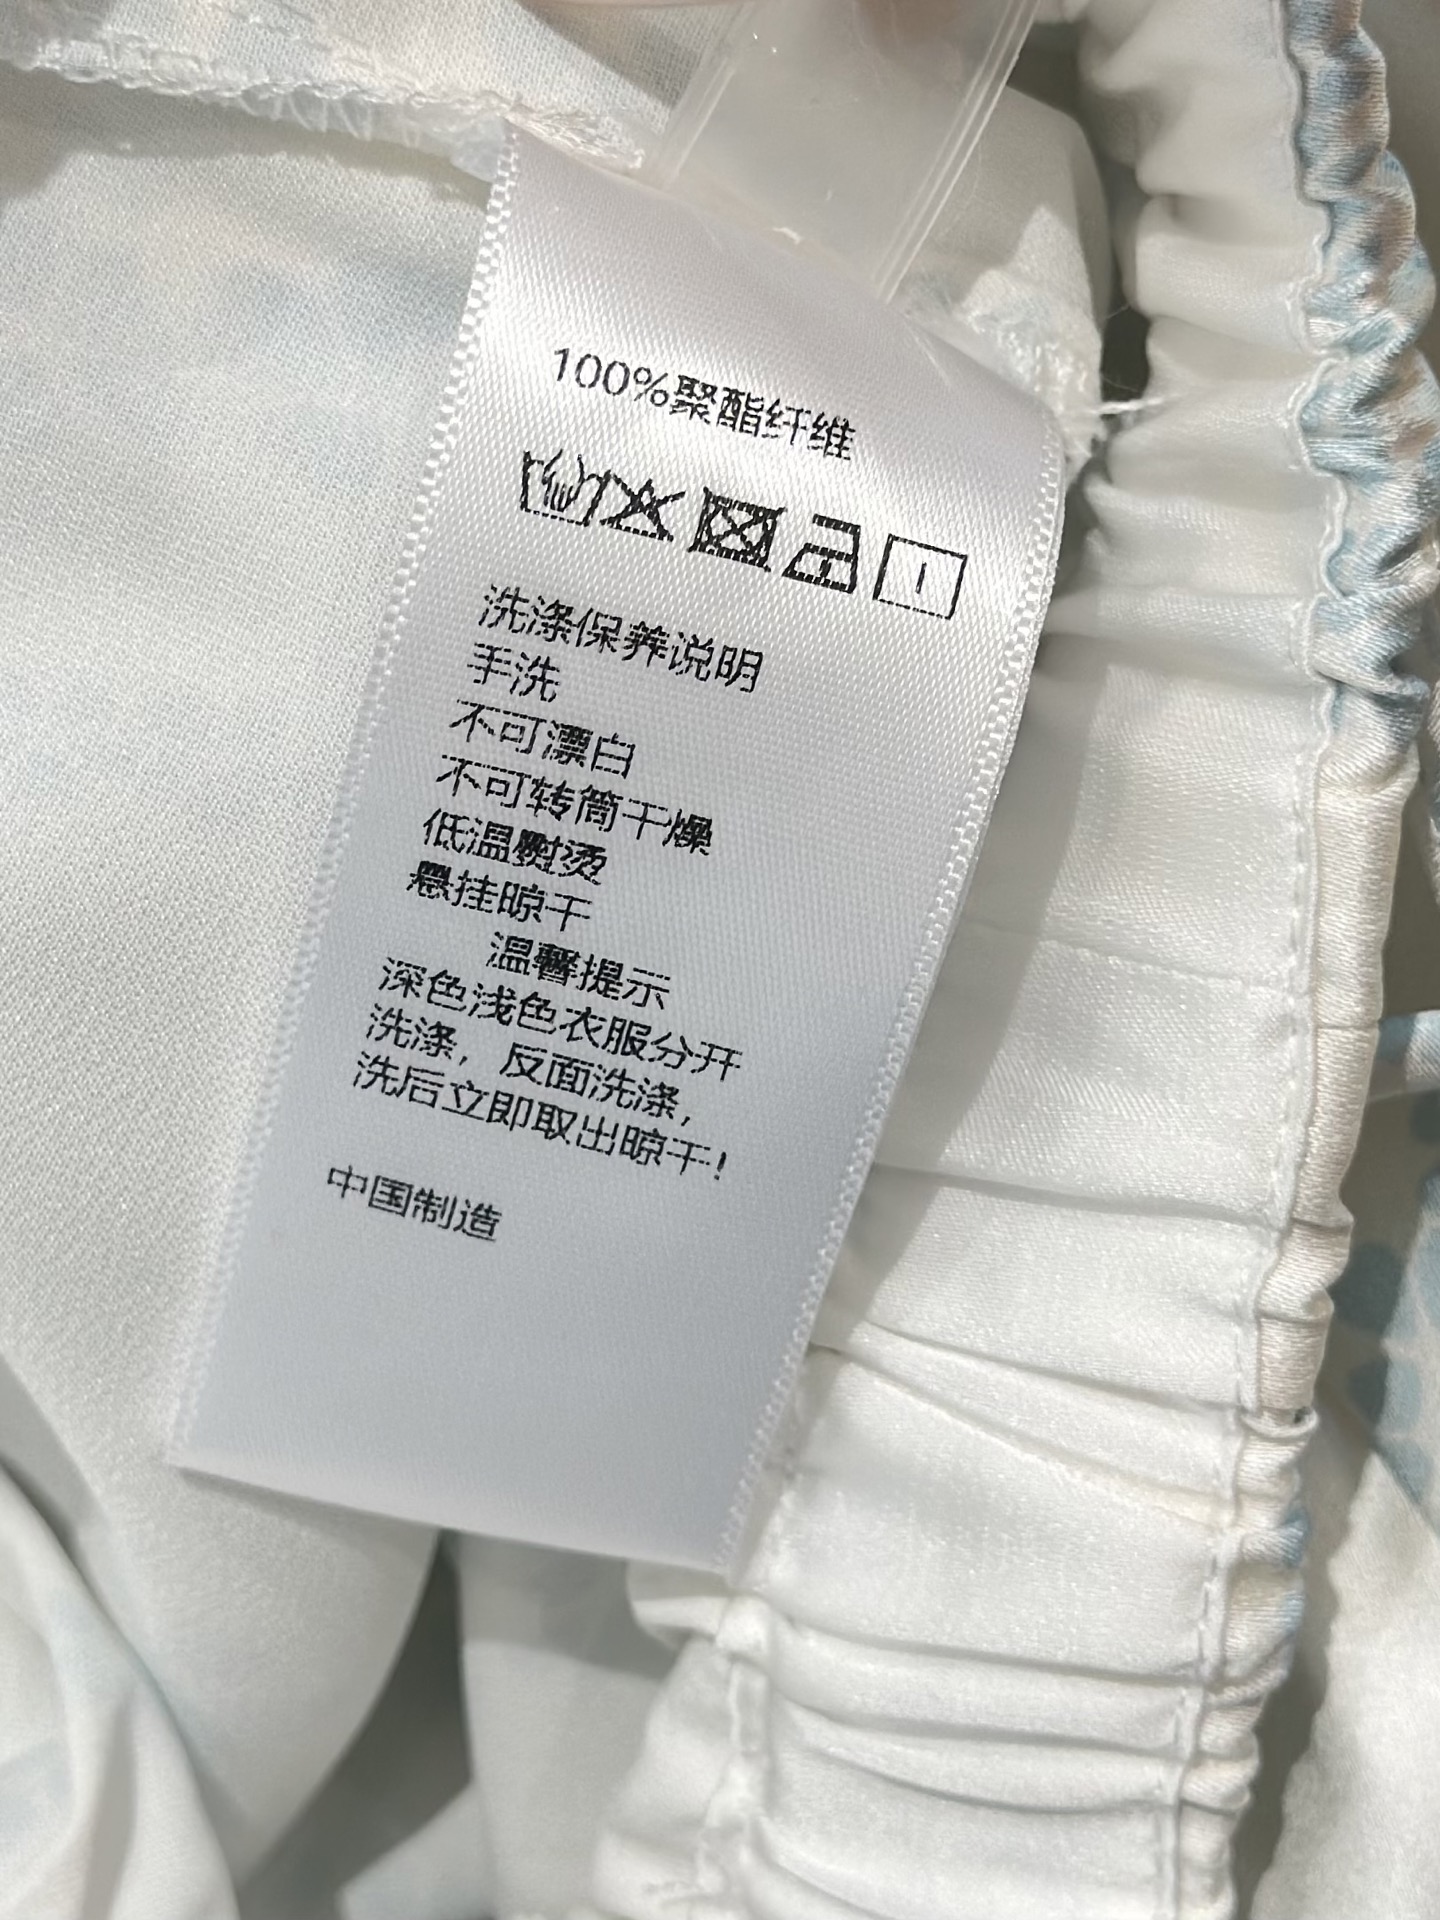 100%聚酯纤维
洗涤保养说明
手洗
不可漂白
不可转筒干燥
低温熨烫
悬挂晾干
温馨提示
深色浅色衣服分开
洗涤，反面洗涤，
洗后立即取出晾干！
中国制造